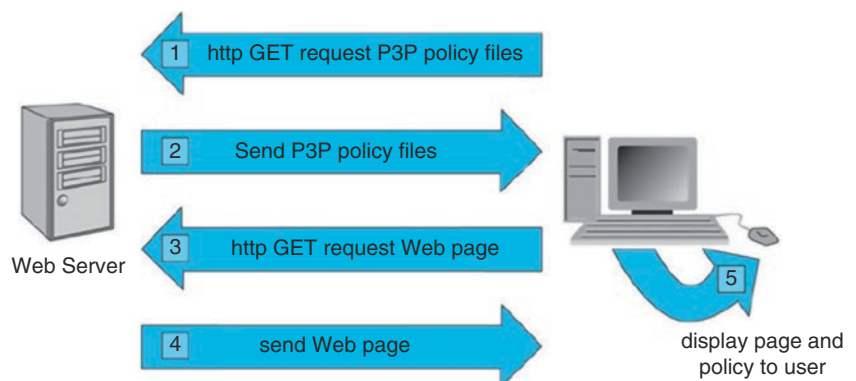 1 http GET request P3P policy files
2 Send P3P policy files
3 http GET request Web page
Web Server
5
4 send Web page
display page and
policy to user